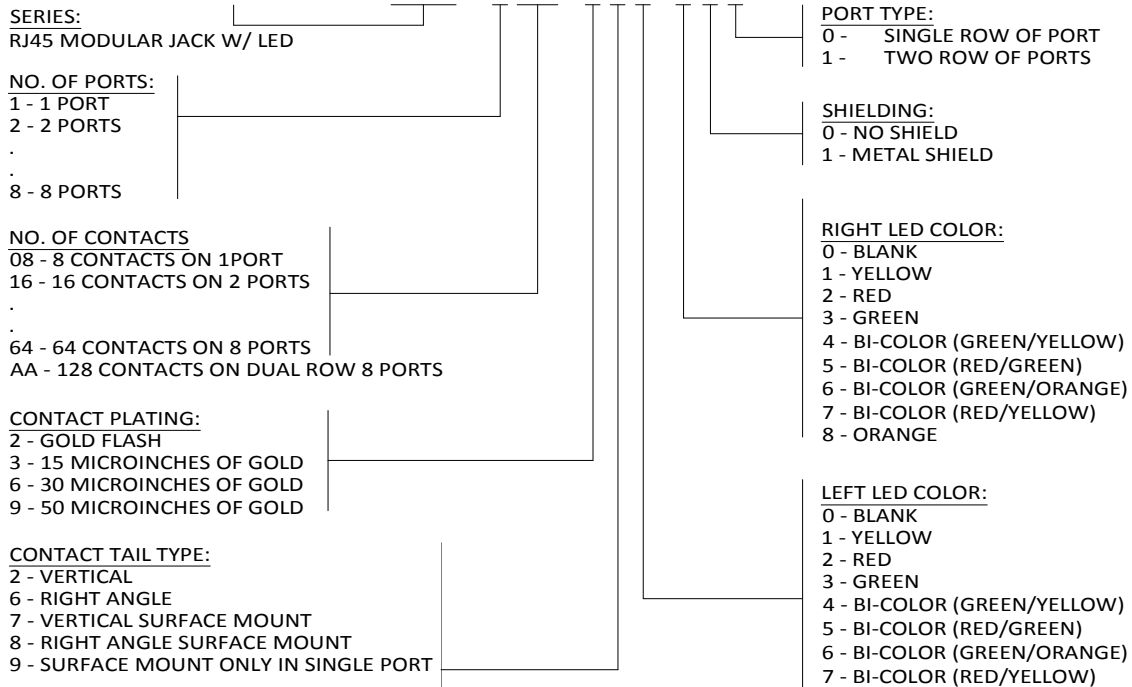 SERIES:
RJ45 MODULAR JACK W/ LED
NO. OF PORTS:
1 - 1 PORT
2 - 2 PORTS
.
.
8 - 8 PORTS
NO. OF CONTACTS
08 - 8 CONTACTS ON 1PORT
16 - 16 CONTACTS ON 2 PORTS
.
.
64 - 64 CONTACTS ON 8 PORTS
AA - 128 CONTACTS ON DUAL ROW 8 PORTS
CONTACT PLATING:
2 - GOLD FLASH
3 - 15 MICROINCHES OF GOLD
6 - 30 MICROINCHES OF GOLD
9 - 50 MICROINCHES OF GOLD
CONTACT TAIL TYPE:
2 - VERTICAL
6 - RIGHT ANGLE
7 - VERTICAL SURFACE MOUNT
8 - RIGHT ANGLE SURFACE MOUNT
9 - SURFACE MOUNT ONLY IN SINGLE PORT
PORT TYPE:
0 - SINGLE ROW OF PORT
1 - TWO ROW OF PORTS
SHIELDING:
0 - NO SHIELD
1 - METAL SHIELD
RIGHT LED COLOR:
0 - BLANK
1 - YELLOW
2 - RED
3 - GREEN
4 - BI-COLOR (GREEN/YELLOW)
5 - BI-COLOR (RED/GREEN)
6 - BI-COLOR (GREEN/ORANGE)
7 - BI-COLOR (RED/YELLOW)
8 - ORANGE
LEFT LED COLOR:
0 - BLANK
1 - YELLOW
2 - RED
3 - GREEN
4 - BI-COLOR (GREEN/YELLOW)
5 - BI-COLOR (RED/GREEN)
6 - BI-COLOR (GREEN/ORANGE)
7 - BI-COLOR (RED/YELLOW)